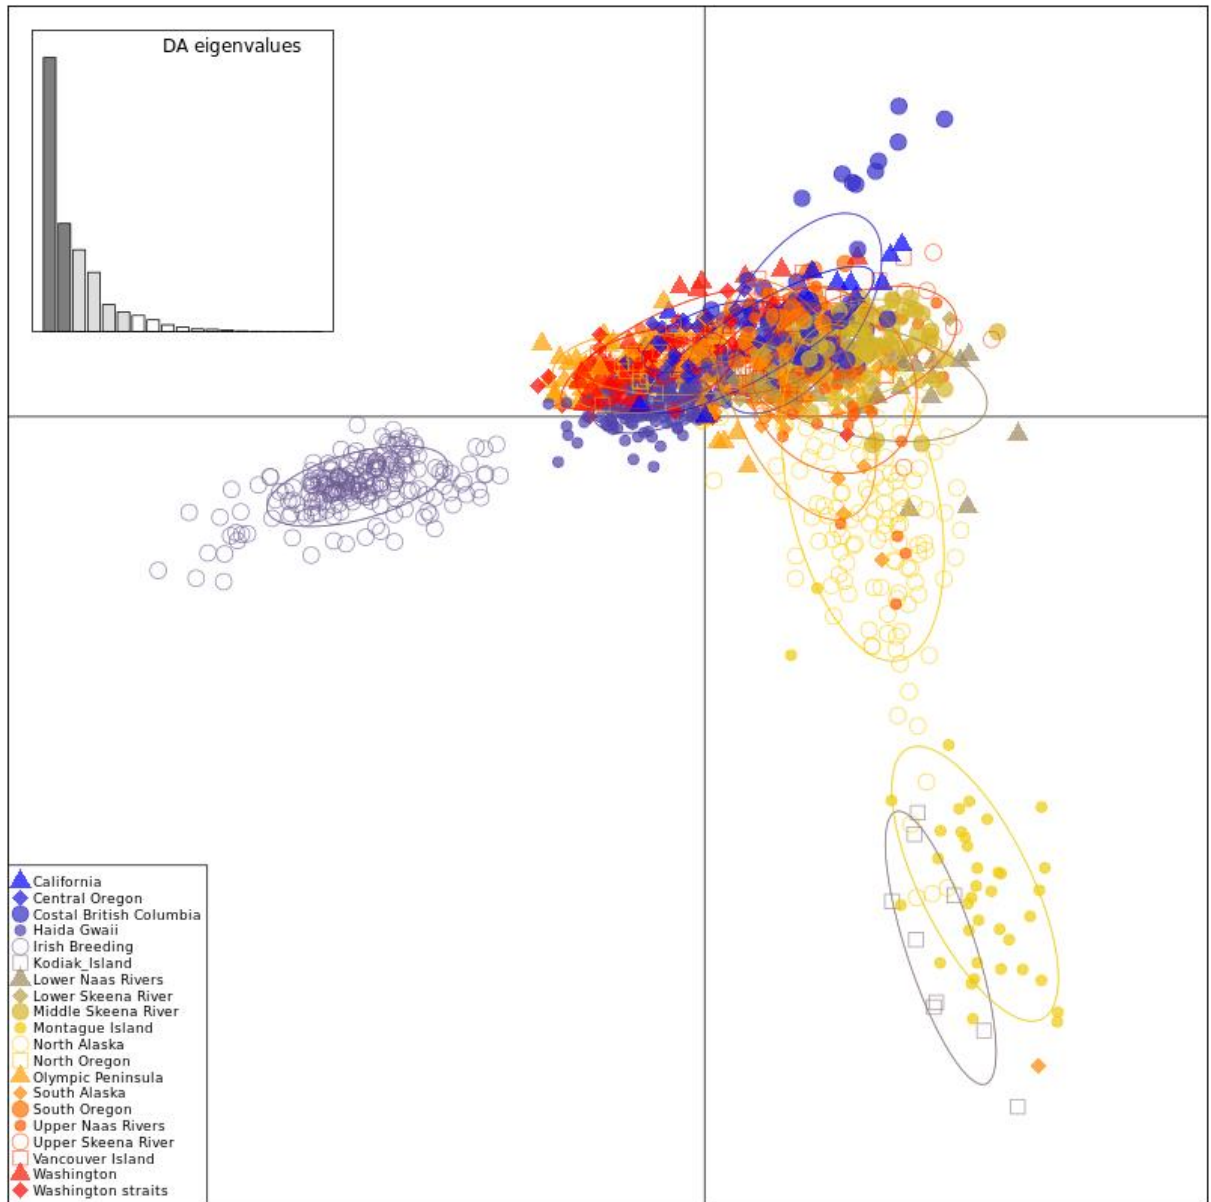 DA eigenvalues
California
Central Oregon
Costal British Columbia
Haida Gwaii
Irish Breeding
Kodiak_Island
Lower Naas Rivers
Lower Skeena River
Middle Skeena River
Montague Island
North Alaska
North Oregon
Olympic Peninsula
South Alaska
South Oregon
Upper Naas Rivers
Upper Skeena River
Vancouver Island
Washington
Washington straits